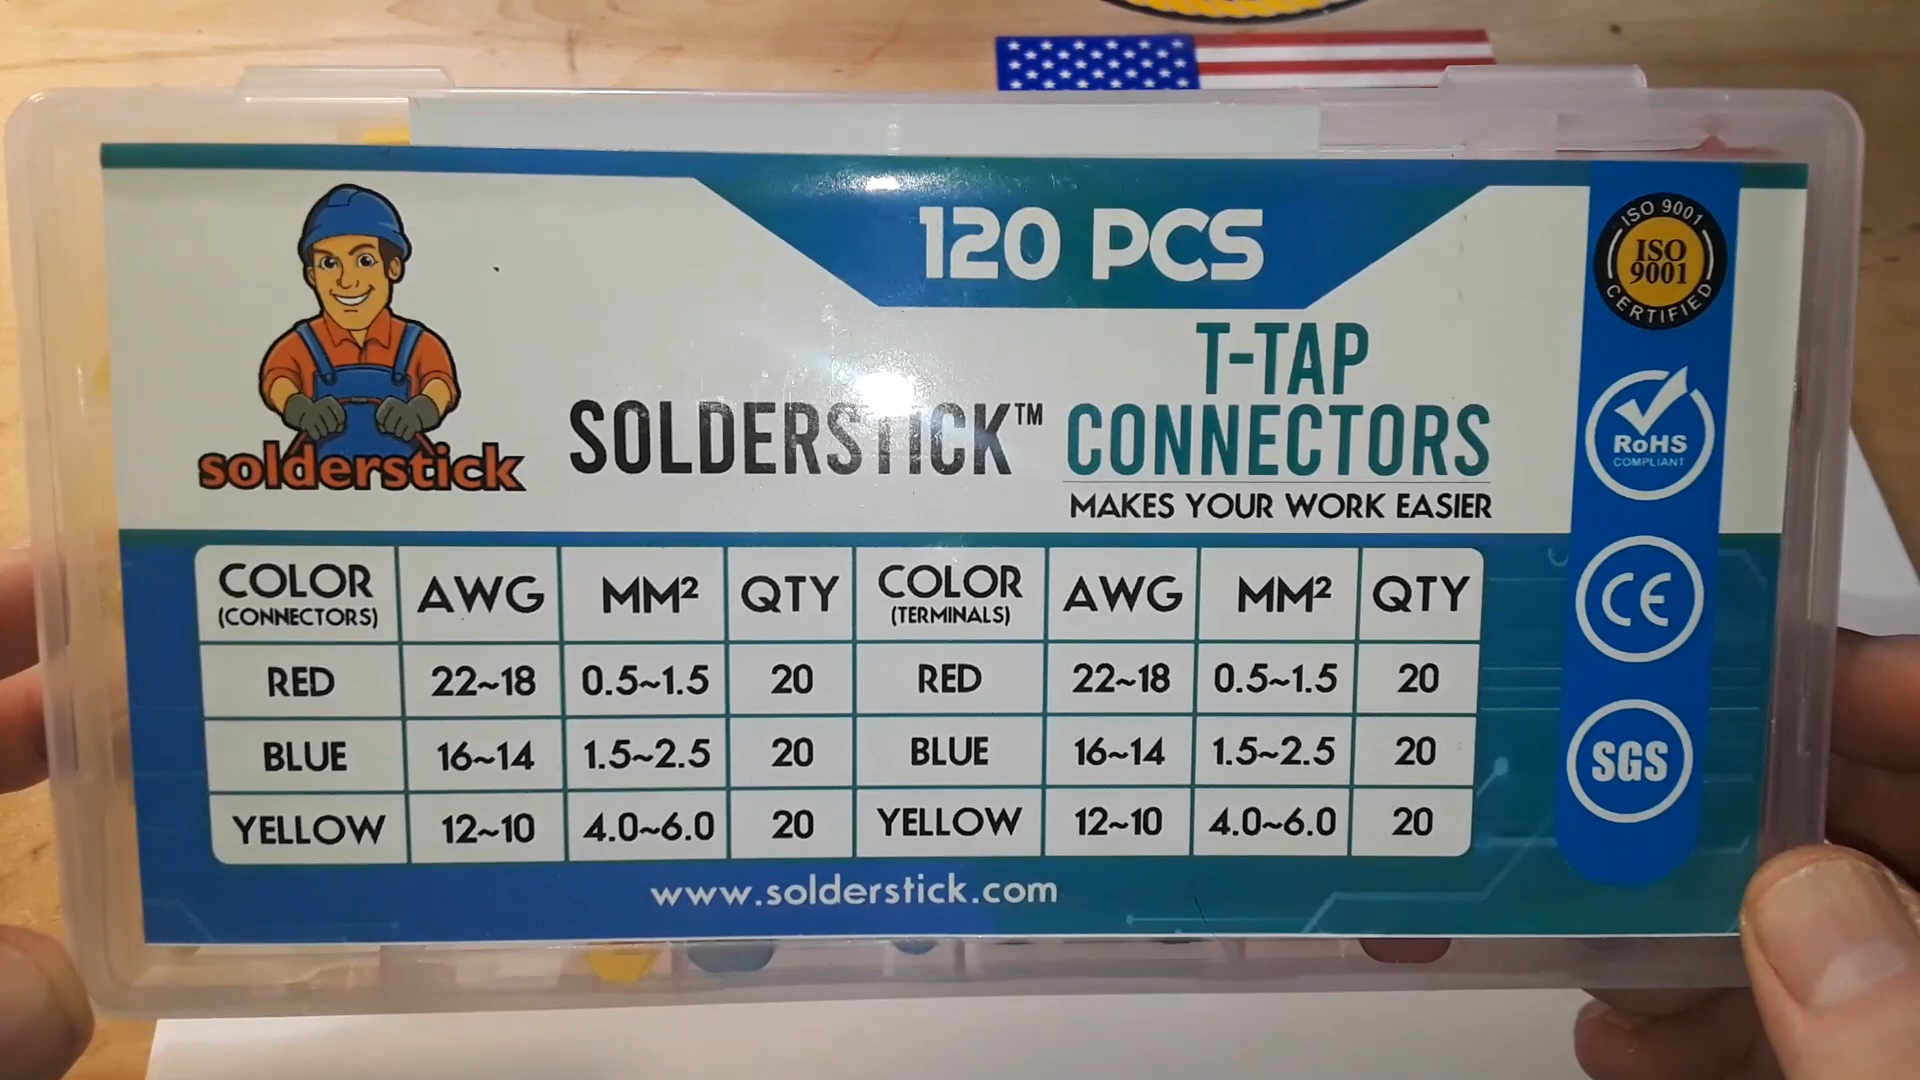 120 PCS
solderstick
SOLDERSTICK™
T-TAP
CONNECTORS
MAKES YOUR WORK EASIER
COLOR (CONNECTORS) AWG MM² QTY COLOR (TERMINALS) AWG MM² QTY
RED 22~18 0.5~1.5 20 RED 22~18 0.5~1.5 20
BLUE 16~14 1.5~2.5 20 BLUE 16~14 1.5~2.5 20
YELLOW 12~10 4.0~6.0 20 YELLOW 12~10 4.0~6.0 20
www.solderstick.com
ISO 9001
ISO
9001
CERTIFIED
RoHS
COMPLIANT
CE
SGS